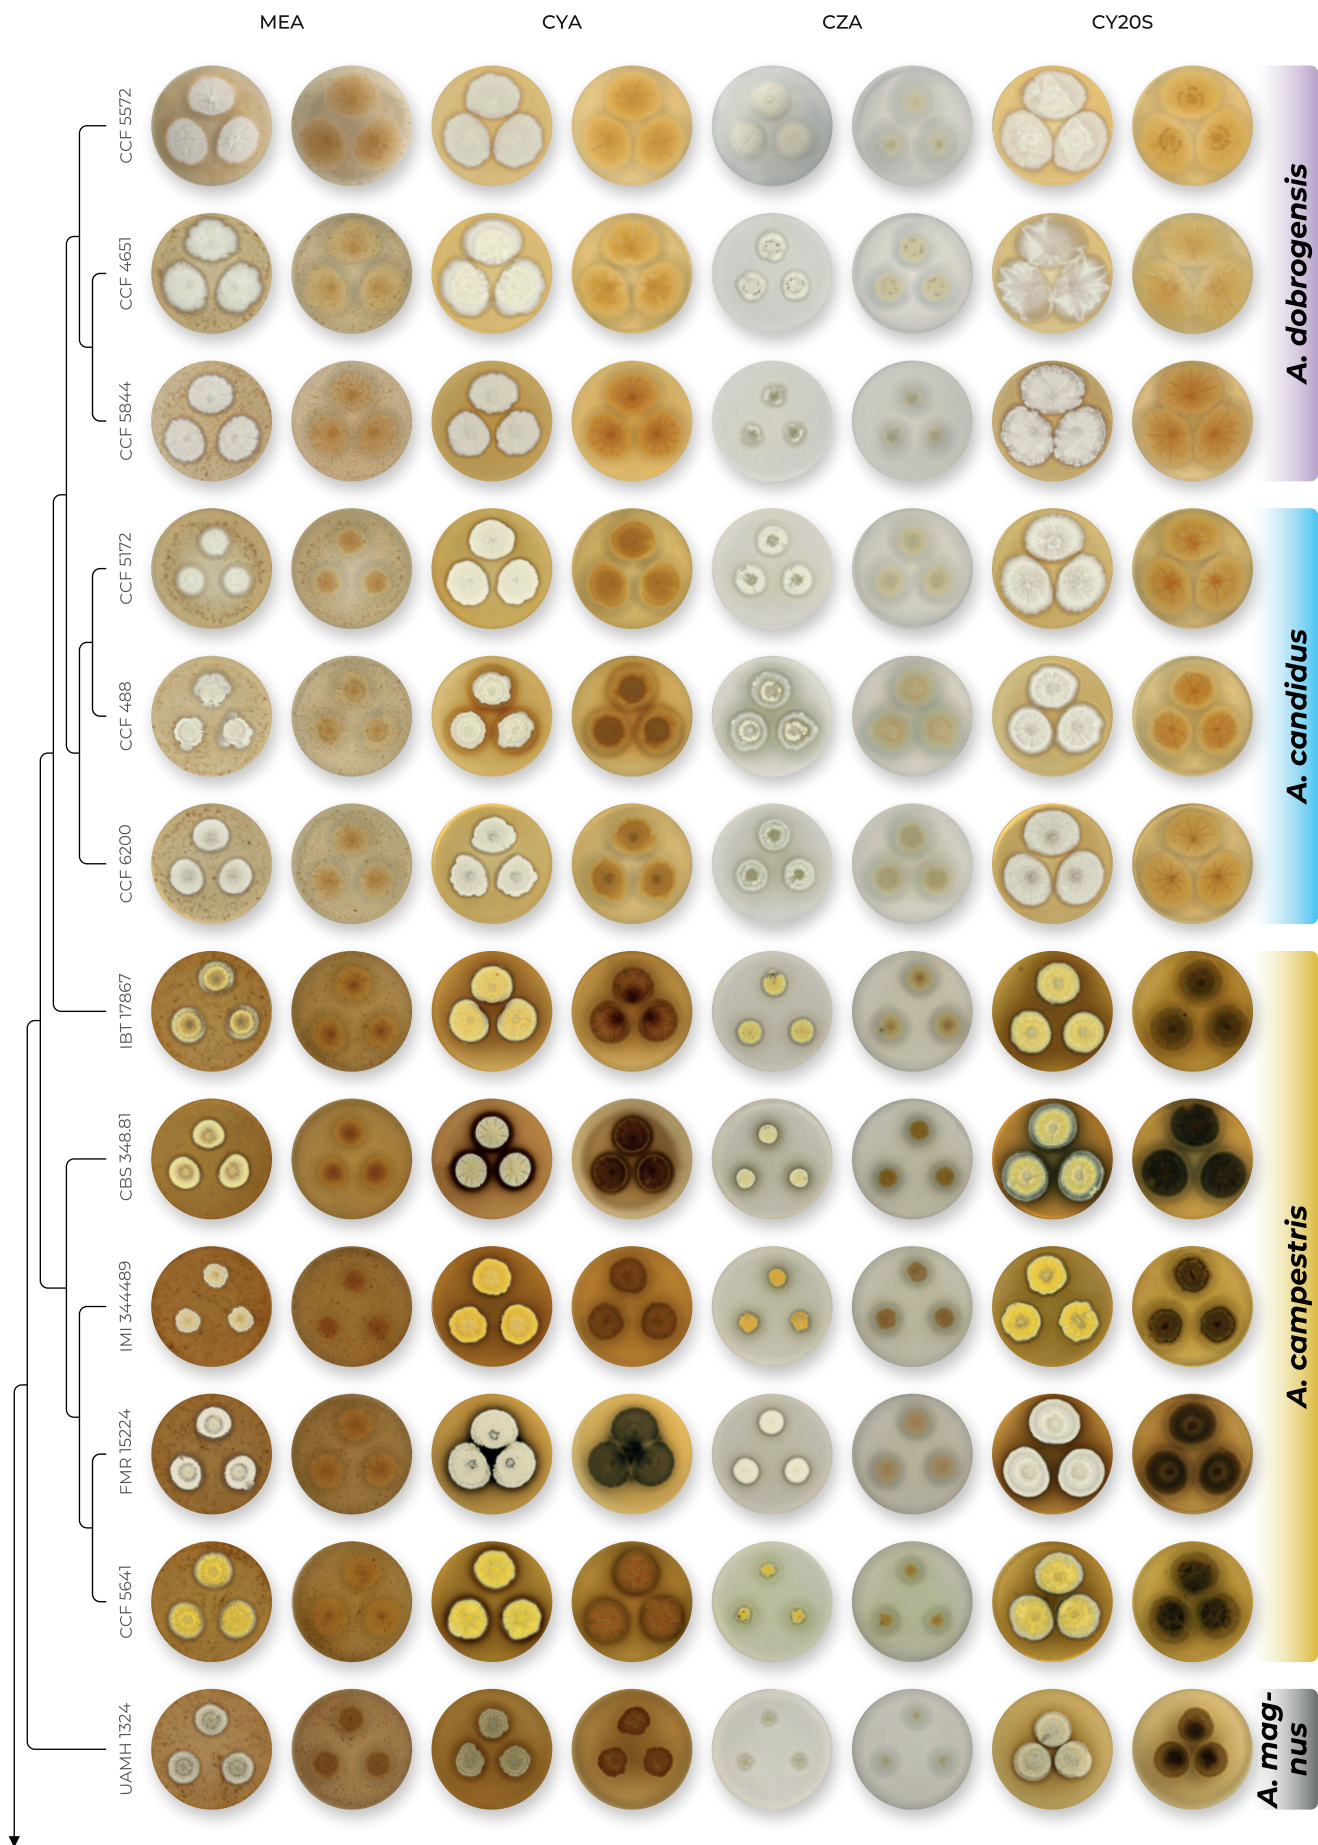 MEA CYA CZA CY20S
CCF 5572
CCF 4651
CCF 5844
A. dobrogensis
CCF 5172
CCF 488
CCF 6200
A. candidus
IBT 17867
CBS 348.81
IMI 344489
FMR 15224
CCF 5641
A. campestris
UAMH 1324
A. mag-
nus